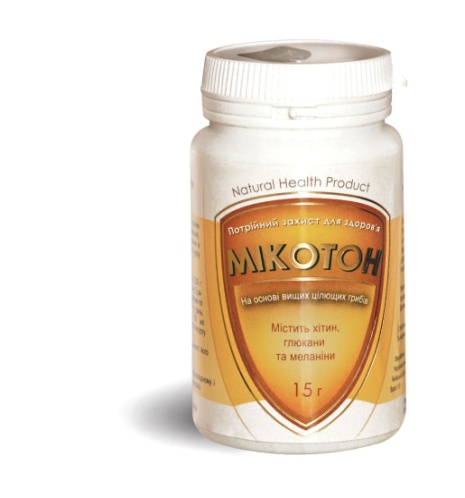 Natural Health Product
Потрійний захист для здоров'я
МІКОТОН
На основі вищих цілющих грибів
Містить хітин,
глюкани
та меланіни
15 г